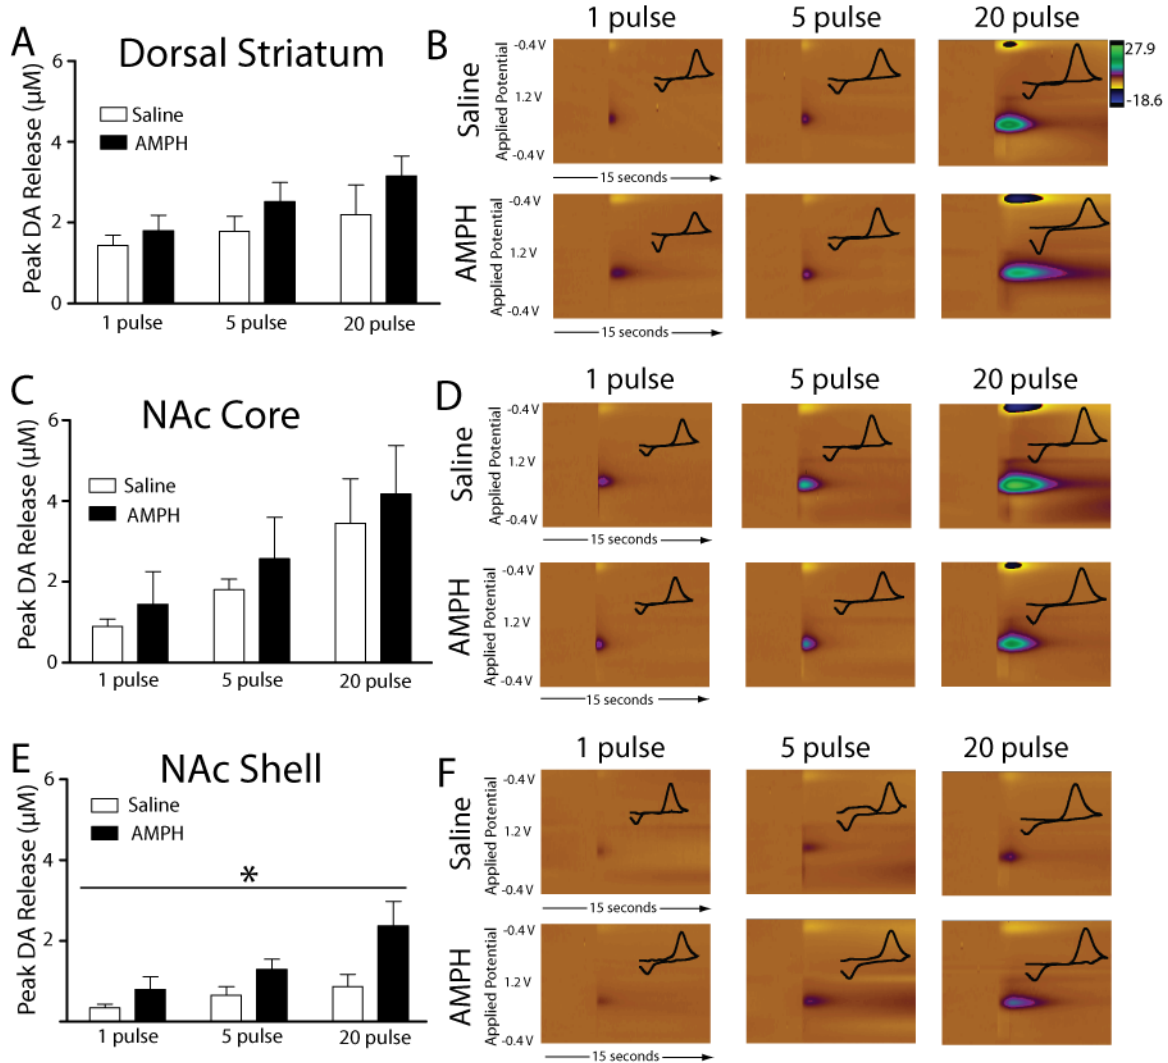 A
Dorsal Striatum
Peak DA Release (µM)
6
4
2
0
Saline
AMPH
1 pulse
5 pulse
20 pulse
B
1 pulse
5 pulse
20 pulse
Saline
Applied Potential
-0.4 V
1.2 V
-0.4 V
27.9
-18.6
15 seconds
AMPH
Applied Potential
-0.4 V
1.2 V
-0.4 V
15 seconds
C
NAc Core
Peak DA Release (µM)
6
4
2
0
Saline
AMPH
1 pulse
5 pulse
20 pulse
D
1 pulse
5 pulse
20 pulse
Saline
Applied Potential
-0.4 V
1.2 V
-0.4 V
15 seconds
AMPH
Applied Potential
-0.4 V
1.2 V
-0.4 V
15 seconds
E
NAc Shell
Peak DA Release (µM)
6
4
2
Saline
AMPH
*
1 pulse
5 pulse
20 pulse
F
1 pulse
5 pulse
20 pulse
Saline
Applied Potential
-0.4 V
1.2 V
-0.4 V
15 seconds
AMPH
Applied Potential
-0.4 V
1.2 V
-0.4 V
15 seconds